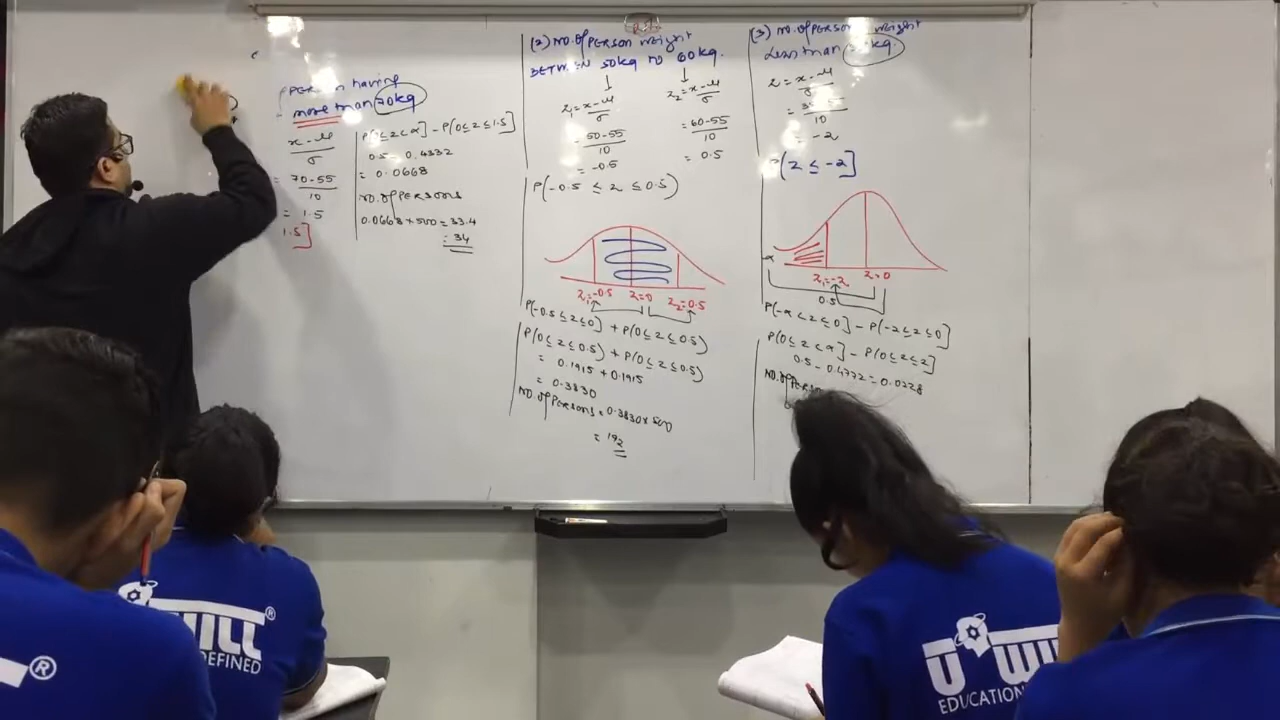 PERSON having
more than 70kg
x - μ
σ
= 70-55
10
= 1.5
1.5]
P[0≤z<α] - P[0≤z≤1.5]
0.5 - 0.4332
= 0.0668
NO. of PERSONS
0.0668 x 500 = 33.4
= 34
(2) NO. of PERSON weight
BETWEEN 50kg TO 60kg.
z₁ = x-μ
σ
= 50-55
10
= -0.5
z₂ = x-μ
σ
= 60-55
10
= 0.5
P(-0.5 ≤ z ≤ 0.5)
z₁=-0.5 z=0 z₂=0.5
P(-0.5≤z≤0] + P(0≤z≤0.5)
P(0≤z≤0.5) + P(0≤z≤0.5)
= 0.1915 + 0.1915
= 0.3830
NO. of Persons = 0.3830 x 500
= 192
(3) NO. of PERSON weight
Less than kg.
z = x-μ
σ
10
= -2
[z ≤ -2]
-α
z₁=-2 z=0
0.5
P[-α<z≤0] - P[-2≤z≤0]
P[0≤z<α] - P[0≤z≤2]
0.5 - 0.4772 = 0.0228
NO. of Persons
WILL®
DEFINED
®
U WILL
EDUCATION